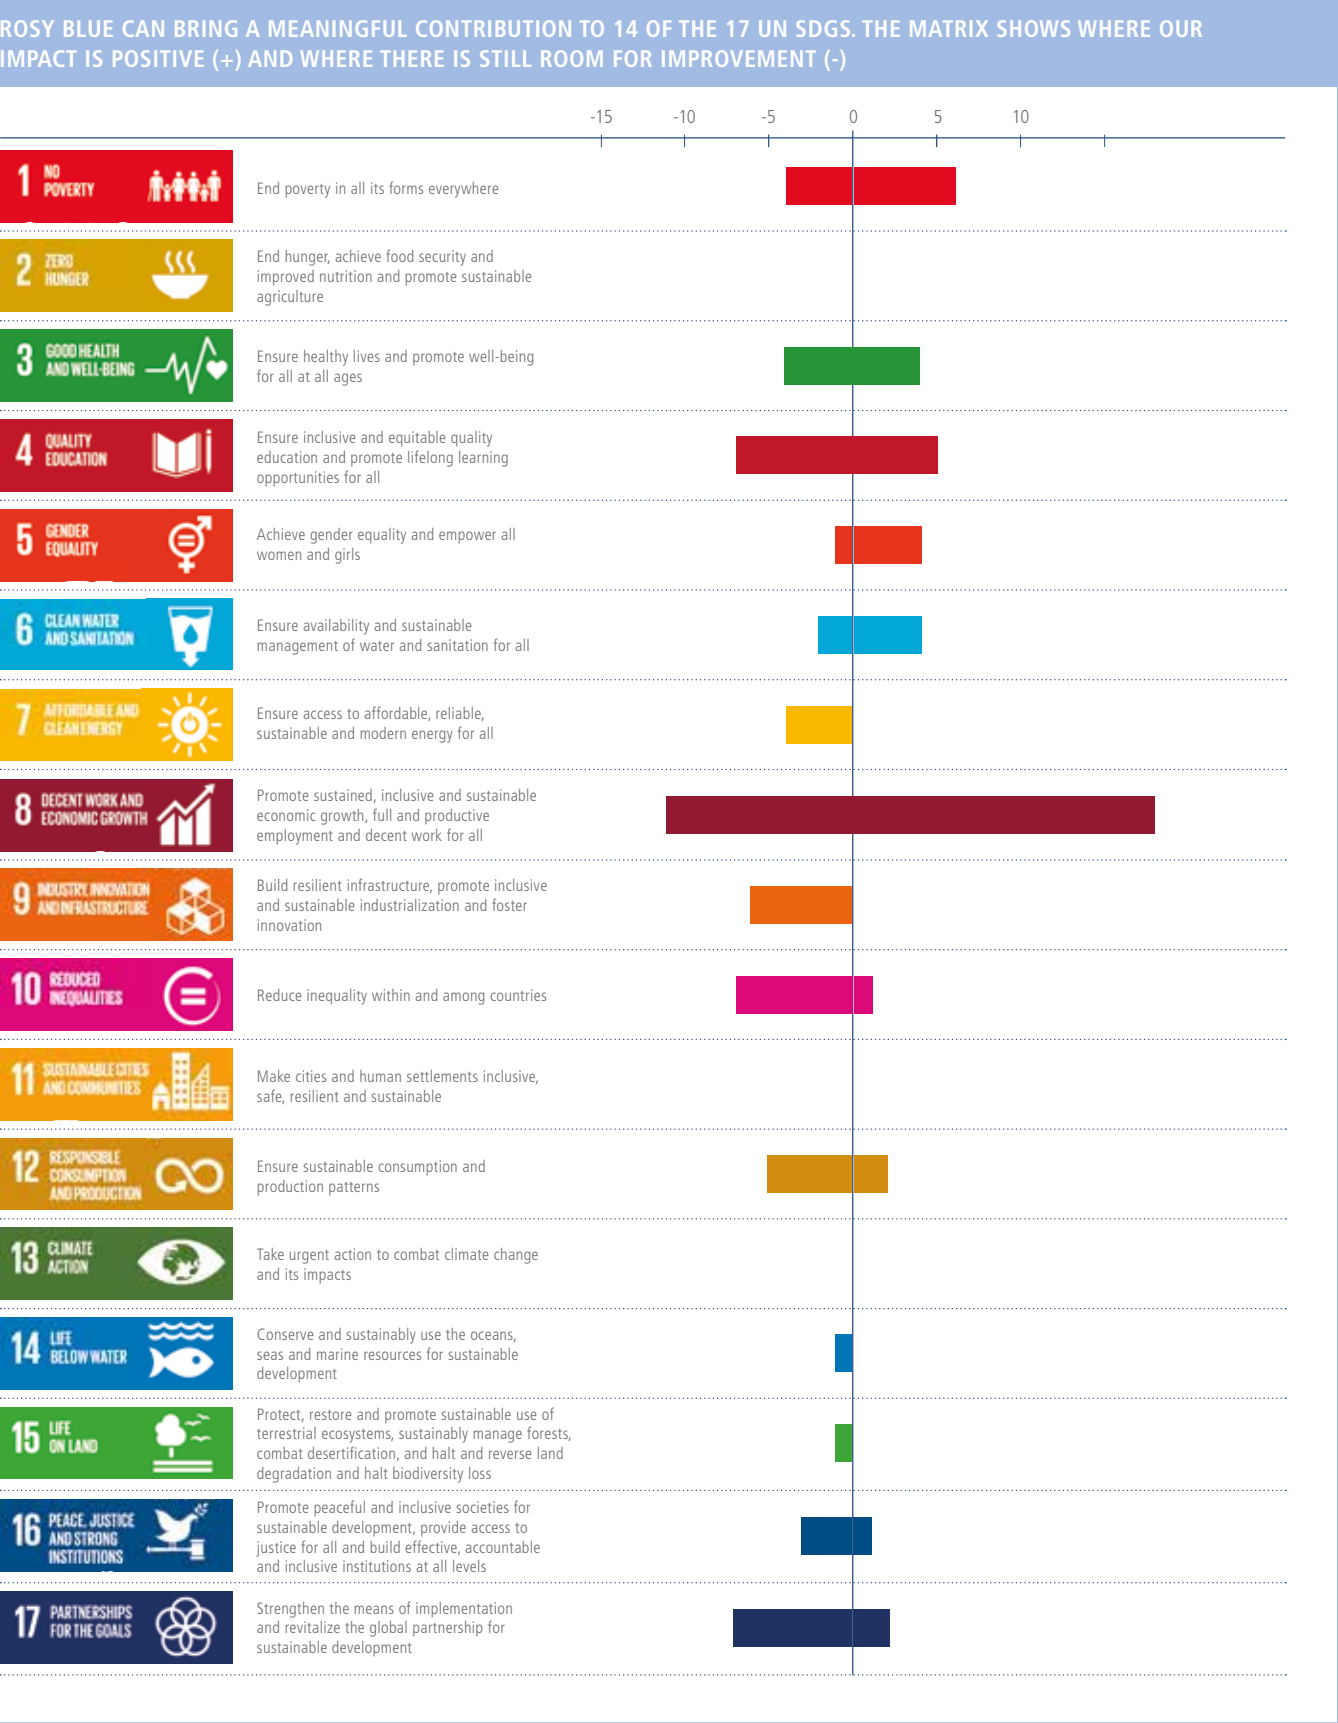 ROSY BLUE CAN BRING A MEANINGFUL CONTRIBUTION TO 14 OF THE 17 UN SDGS. THE MATRIX SHOWS WHERE OUR
IMPACT IS POSITIVE (+) AND WHERE THERE IS STILL ROOM FOR IMPROVEMENT (-)
-15 -10 -5 0 5 10
1 NO
POVERTY
End poverty in all its forms everywhere
2 ZERO
HUNGER
End hunger, achieve food security and
improved nutrition and promote sustainable
agriculture
3 GOOD HEALTH
AND WELL-BEING
Ensure healthy lives and promote well-being
for all at all ages
4 QUALITY
EDUCATION
Ensure inclusive and equitable quality
education and promote lifelong learning
opportunities for all
5 GENDER
EQUALITY
Achieve gender equality and empower all
women and girls
6 CLEAN WATER
AND SANITATION
Ensure availability and sustainable
management of water and sanitation for all
7 AFFORDABLE AND
CLEAN ENERGY
Ensure access to affordable, reliable,
sustainable and modern energy for all
8 DECENT WORK AND
ECONOMIC GROWTH
Promote sustained, inclusive and sustainable
economic growth, full and productive
employment and decent work for all
9 INDUSTRY, INNOVATION
AND INFRASTRUCTURE
Build resilient infrastructure, promote inclusive
and sustainable industrialization and foster
innovation
10 REDUCED
INEQUALITIES
Reduce inequality within and among countries
11 SUSTAINABLE CITIES
AND COMMUNITIES
Make cities and human settlements inclusive,
safe, resilient and sustainable
12 RESPONSIBLE
CONSUMPTION
AND PRODUCTION
Ensure sustainable consumption and
production patterns
13 CLIMATE
ACTION
Take urgent action to combat climate change
and its impacts
14 LIFE
BELOW WATER
Conserve and sustainably use the oceans,
seas and marine resources for sustainable
development
15 LIFE
ON LAND
Protect, restore and promote sustainable use of
terrestrial ecosystems, sustainably manage forests,
combat desertification, and halt and reverse land
degradation and halt biodiversity loss
16 PEACE, JUSTICE
AND STRONG
INSTITUTIONS
Promote peaceful and inclusive societies for
sustainable development, provide access to
justice for all and build effective, accountable
and inclusive institutions at all levels
17 PARTNERSHIPS
FOR THE GOALS
Strengthen the means of implementation
and revitalize the global partnership for
sustainable development